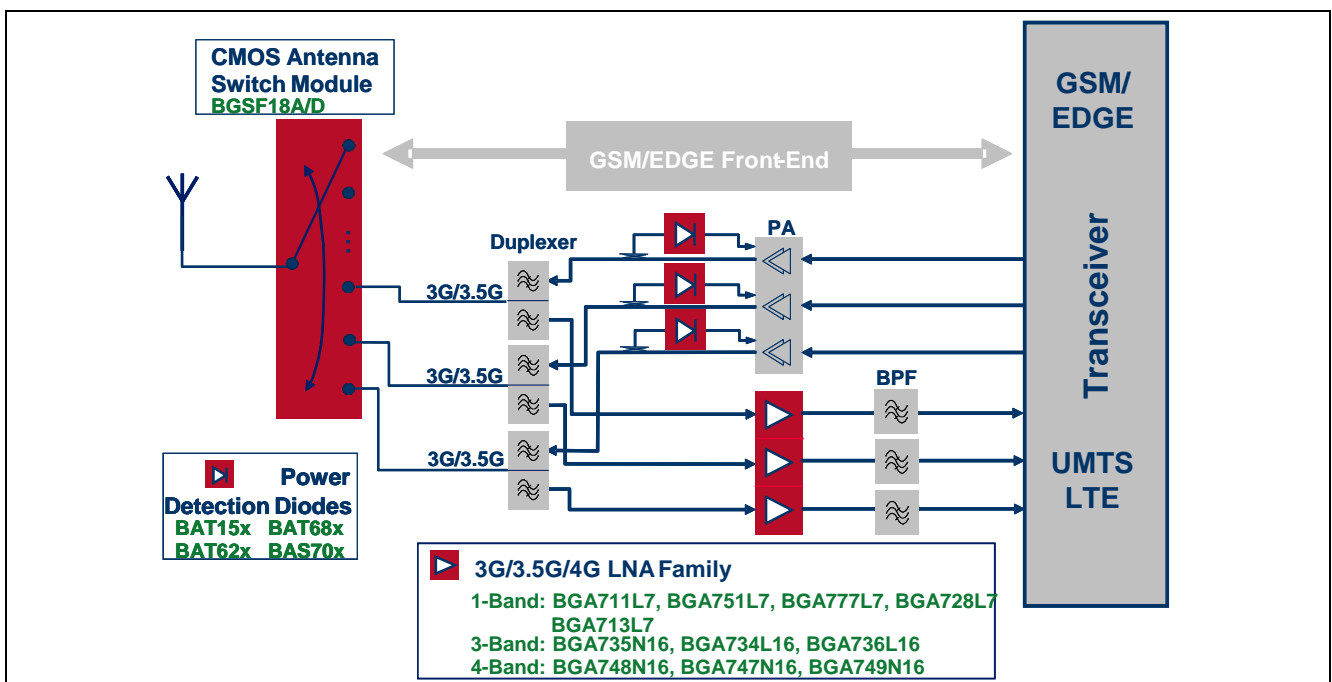 CMOS Antenna
Switch Module
BGSF18A/D
GSM/EDGE Front-End
GSM/
EDGE
Transceiver
UMTS
LTE
Duplexer
PA
3G/3.5G
3G/3.5G
3G/3.5G
BPF
Power
Detection Diodes
BAT15x BAT68x
BAT62x BAS70x
3G/3.5G/4G LNA Family
1-Band: BGA711L7, BGA751L7, BGA777L7, BGA728L7
BGA713L7
3-Band: BGA735N16, BGA734L16, BGA736L16
4-Band: BGA748N16, BGA747N16, BGA749N16